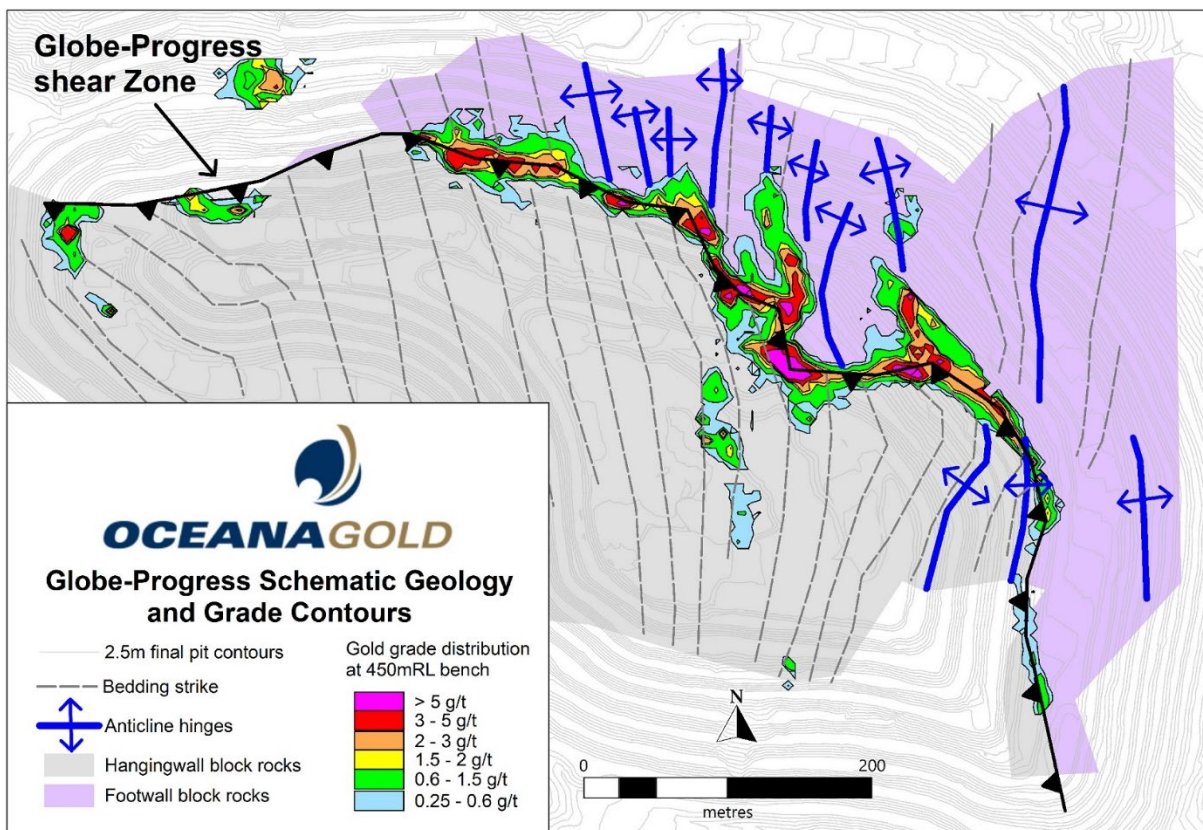 Globe-Progress
shear Zone
OCEANAGOLD
Globe-Progress Schematic Geology
and Grade Contours
2.5m final pit contours
Bedding strike
Anticline hinges
Hangingwall block rocks
Footwall block rocks
Gold grade distribution
at 450mRL bench
> 5 g/t
3 - 5 g/t
2 - 3 g/t
1.5 - 2 g/t
0.6 - 1.5 g/t
0.25 - 0.6 g/t
N
0 200
metres